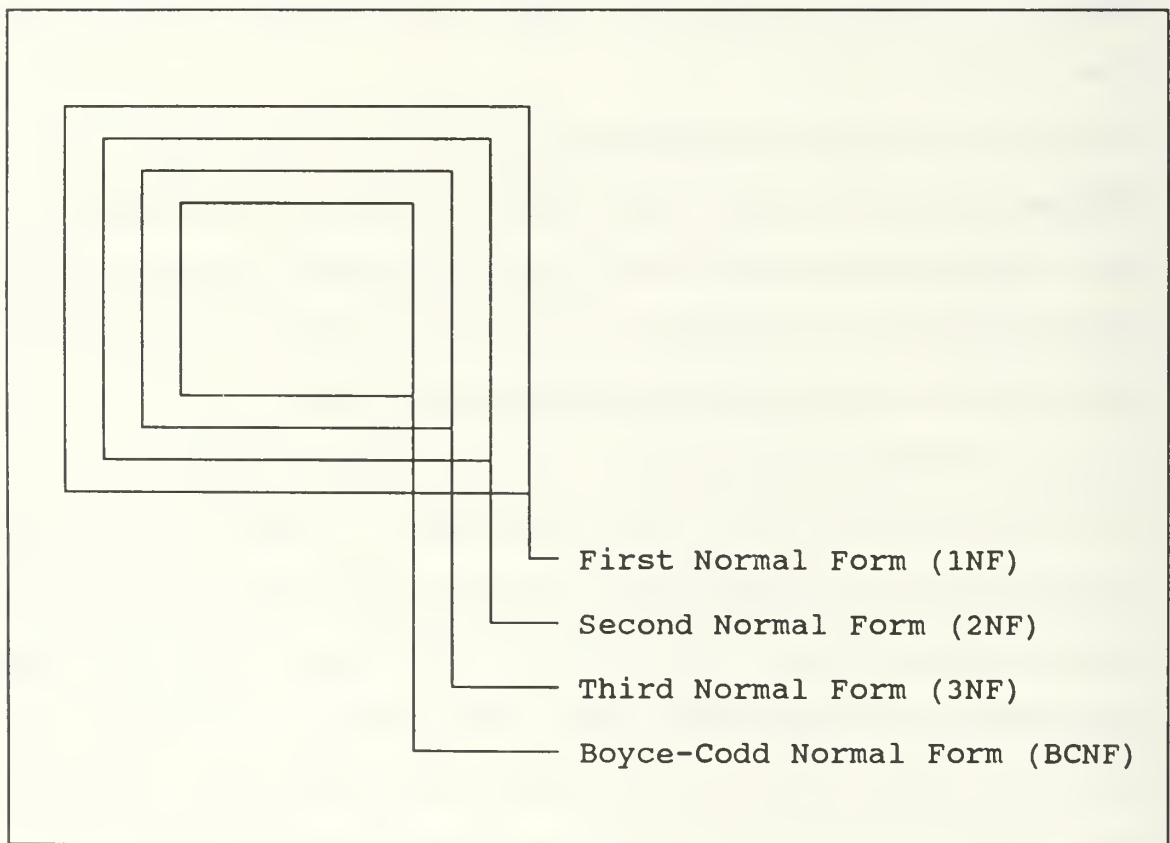 First Normal Form (1NF)
Second Normal Form (2NF)
Third Normal Form (3NF)
Boyce-Codd Normal Form (BCNF)